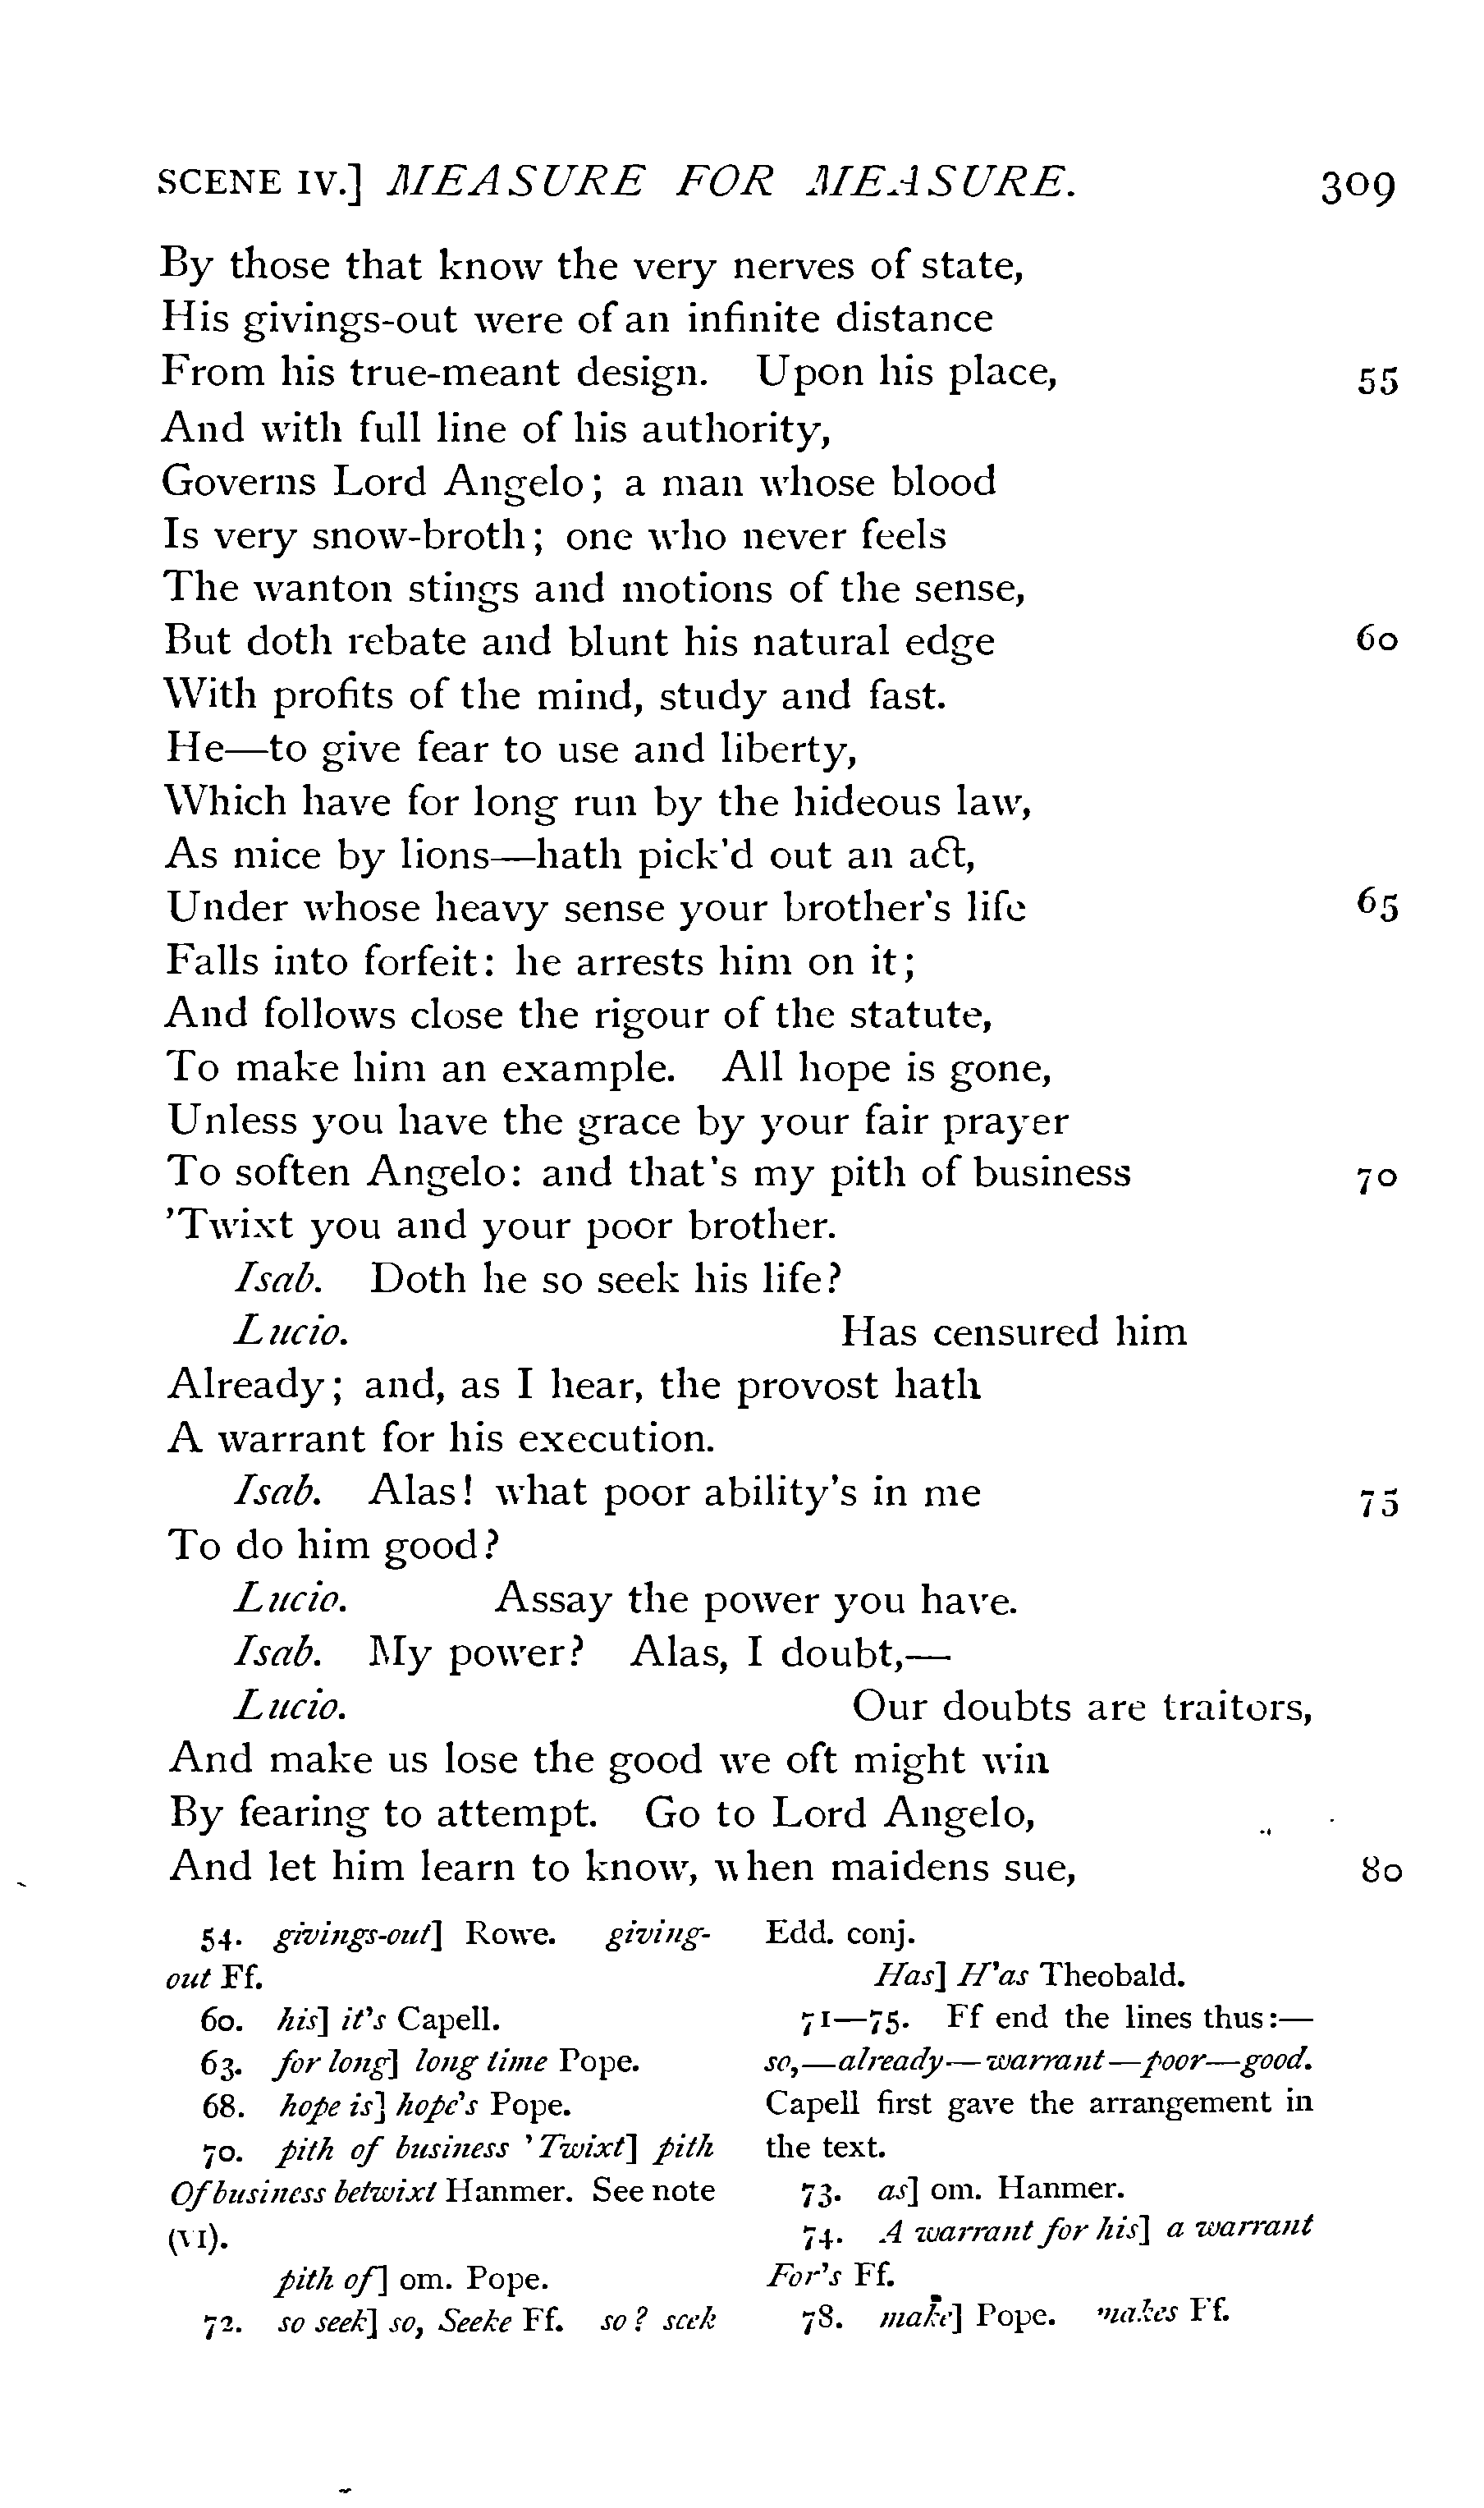 SCENE IV.] MEASURE FOR MEASURE. 309
By those that know the very nerves of state,
His givings-out were of an infinite distance
From his true-meant design. Upon his place, 55
And with full line of his authority,
Governs Lord Angelo; a man whose blood
Is very snow-broth; one who never feels
The wanton stings and motions of the sense,
But doth rebate and blunt his natural edge 60
With profits of the mind, study and fast.
He—to give fear to use and liberty,
Which have for long run by the hideous law,
As mice by lions—hath pick'd out an act,
Under whose heavy sense your brother's life 65
Falls into forfeit: he arrests him on it;
And follows close the rigour of the statute,
To make him an example. All hope is gone,
Unless you have the grace by your fair prayer
To soften Angelo: and that's my pith of business 70
'Twixt you and your poor brother.
Isab. Doth he so seek his life?
Lucio. Has censured him
Already; and, as I hear, the provost hath
A warrant for his execution.
Isab. Alas! what poor ability's in me 75
To do him good?
Lucio. Assay the power you have.
Isab. My power? Alas, I doubt,—
Lucio. Our doubts are traitors,
And make us lose the good we oft might win
By fearing to attempt. Go to Lord Angelo,
And let him learn to know, when maidens sue, 80
54. givings-out] Rowe. giving-
out Ff.
60. his] it's Capell.
63. for long] long time Pope.
68. hope is] hope's Pope.
70. pith of business 'Twixt] pith
Of business betwixt Hanmer. See note
(VI).
pith of] om. Pope.
72. so seek] so, Seeke Ff. so? seek
Edd. conj.
Has] H'as Theobald.
71—75. Ff end the lines thus:—
so,—already—warrant—poor—good.
Capell first gave the arrangement in
the text.
73. as] om. Hanmer.
74. A warrant for his] a warrant
For's Ff.
78. make] Pope. makes Ff.